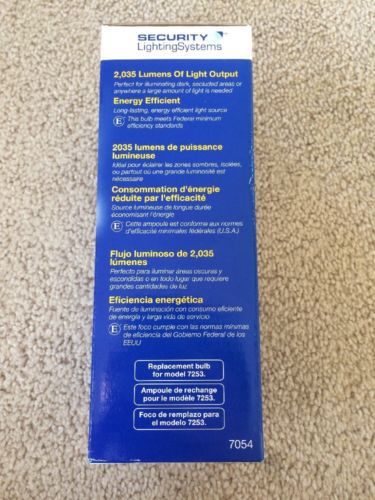 SECURITY
LightingSystems
2,035 Lumens Of Light Output
Perfect for illuminating dark, secluded areas or
anywhere a large amount of light is needed
Energy Efficient
Long-lasting, energy efficient light source
E This bulb meets Federal minimum
efficiency standards
2035 lumens de puissance
lumineuse
Idéal pour éclairer les zones sombres, isolées,
ou partout où une grande luminosité est
nécessaire
Consommation d'énergie
réduite par l'efficacité
Source lumineuse de longue durée
économisant l'énergie
E Cette ampoule est conforme aux normes
d'efficacité minimales fédérales (U.S.A.)
Flujo luminoso de 2,035
lúmenes
Perfecto para iluminar áreas oscuras y
escondidas o en todo lugar que requiere
grandes cantidades de luz
Eficiencia energética
Fuente de iluminación con consumo eficiente
de energía y larga vida de servicio
E Este foco cumple con las normas mínimas
de eficiencia del Gobierno Federal de los
EEUU
Replacement bulb
for model 7253.
Ampoule de rechange
pour le modèle 7253.
Foco de remplazo para
el modelo 7253.
7054